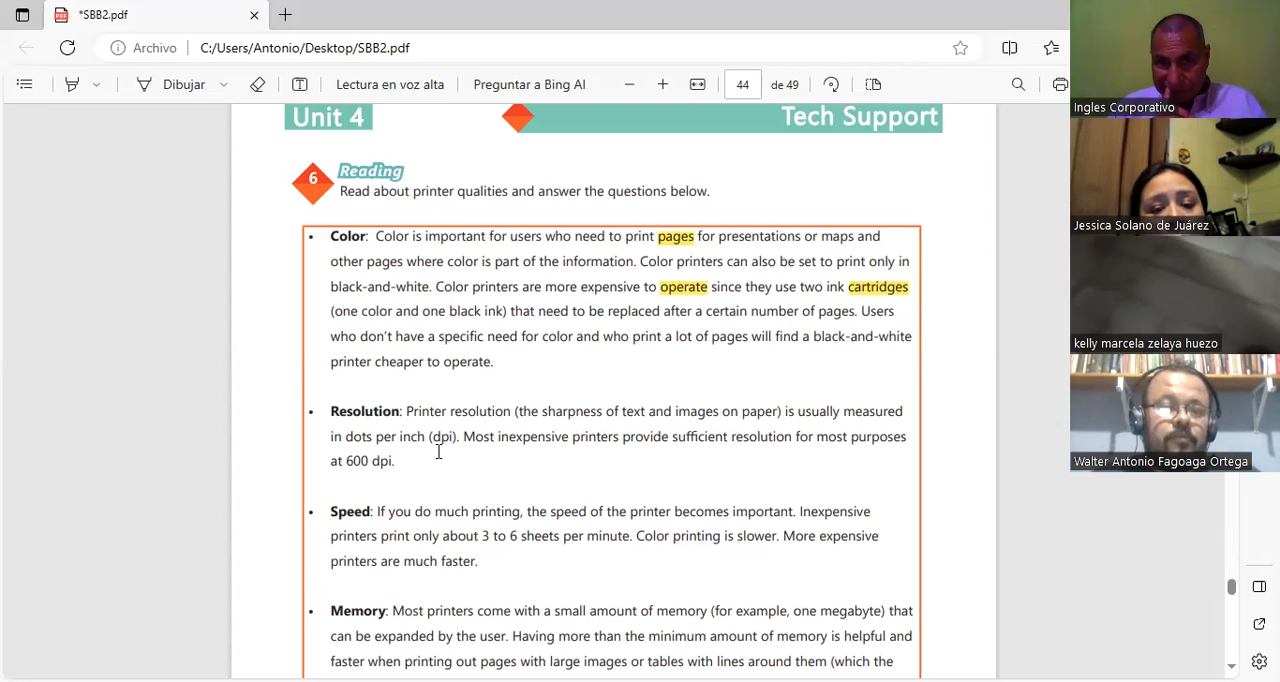 *SBB2.pdf
Archivo
C:/Users/Antonio/Desktop/SBB2.pdf
Dibujar
Lectura en voz alta
Preguntar a Bing AI
44
de 49
Unit 4
Tech Support
6
Reading
Read about printer qualities and answer the questions below.
• Color: Color is important for users who need to print pages for presentations or maps and
other pages where color is part of the information. Color printers can also be set to print only in
black-and-white. Color printers are more expensive to operate since they use two ink cartridges
(one color and one black ink) that need to be replaced after a certain number of pages. Users
who don't have a specific need for color and who print a lot of pages will find a black-and-white
printer cheaper to operate.
• Resolution: Printer resolution (the sharpness of text and images on paper) is usually measured
in dots per inch (dpi). Most inexpensive printers provide sufficient resolution for most purposes
at 600 dpi.
• Speed: If you do much printing, the speed of the printer becomes important. Inexpensive
printers print only about 3 to 6 sheets per minute. Color printing is slower. More expensive
printers are much faster.
• Memory: Most printers come with a small amount of memory (for example, one megabyte) that
can be expanded by the user. Having more than the minimum amount of memory is helpful and
faster when printing out pages with large images or tables with lines around them (which the
Ingles Corporativo
Jessica Solano de Juárez
kelly marcela zelaya huezo
Walter Antonio Fagoaga Ortega